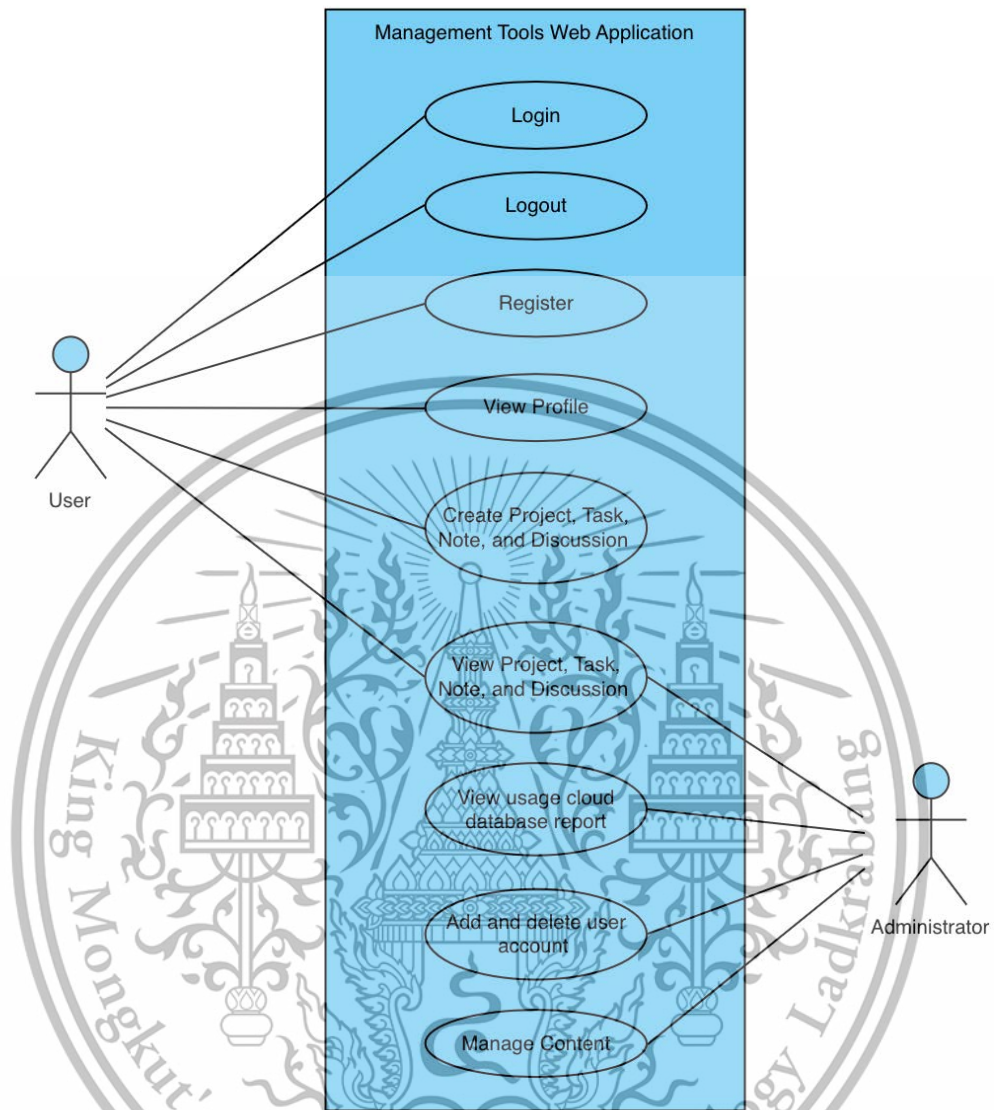 Management Tools Web Application
Login
Logout
Register
View Profile
User
Create Project, Task,
Note, and Discussion
View Project, Task,
Note, and Discussion
View usage cloud
database report
Administrator
Add and delete user
account
Manage Content
King Mongkut's
ogy Ladkrabang